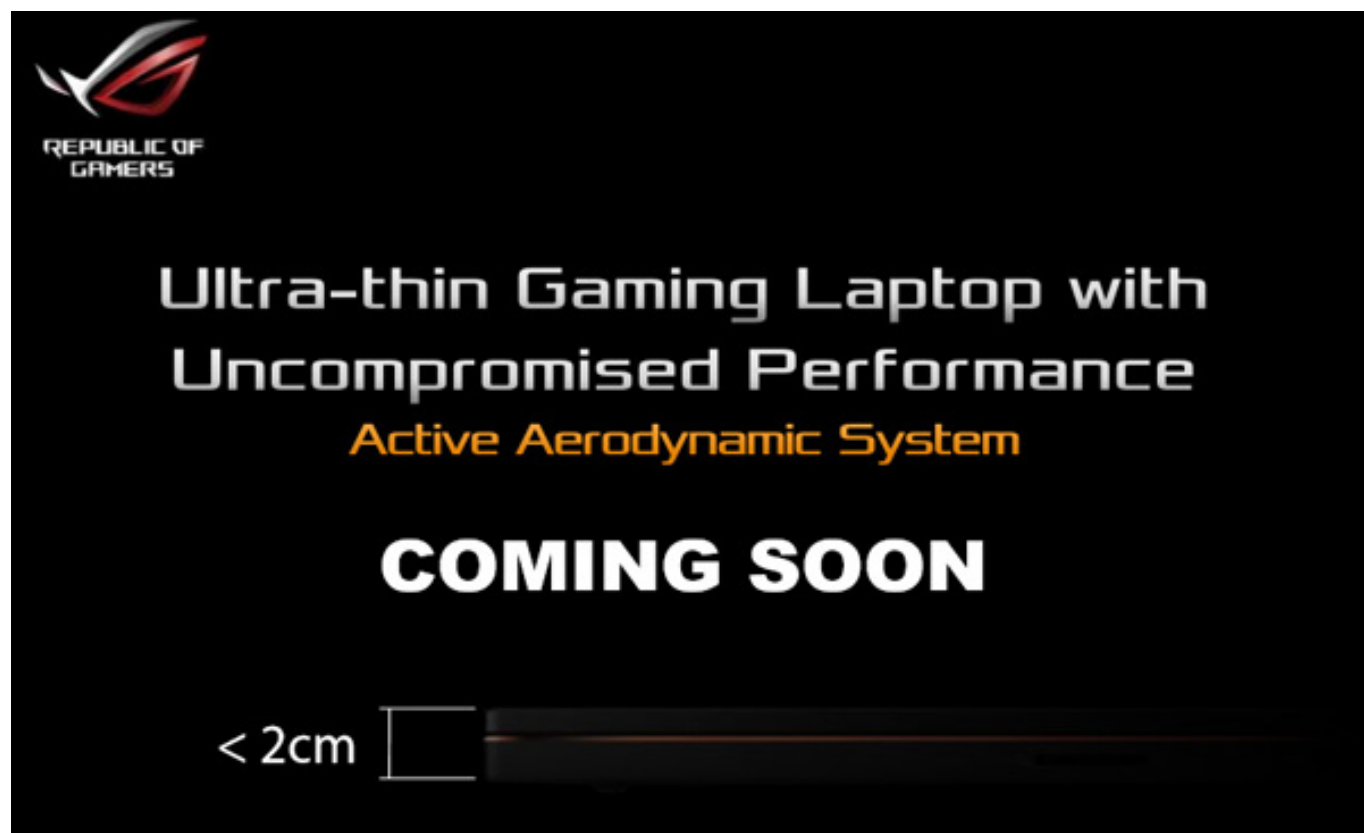 REPUBLIC OF
GAMERS
Ultra-thin Gaming Laptop with
Uncompromised Performance
Active Aerodynamic System
COMING SOON
< 2cm